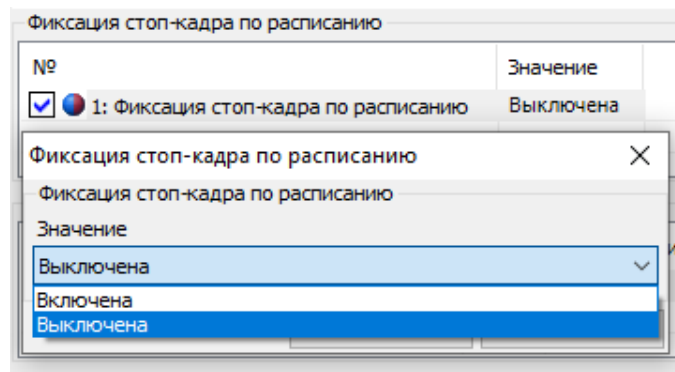 Фиксация стоп-кадра по расписанию
№ Значение
1: Фиксация стоп-кадра по расписанию Выключена
Фиксация стоп-кадра по расписанию
Фиксация стоп-кадра по расписанию
Значение
Выключена
Включена
Выключена